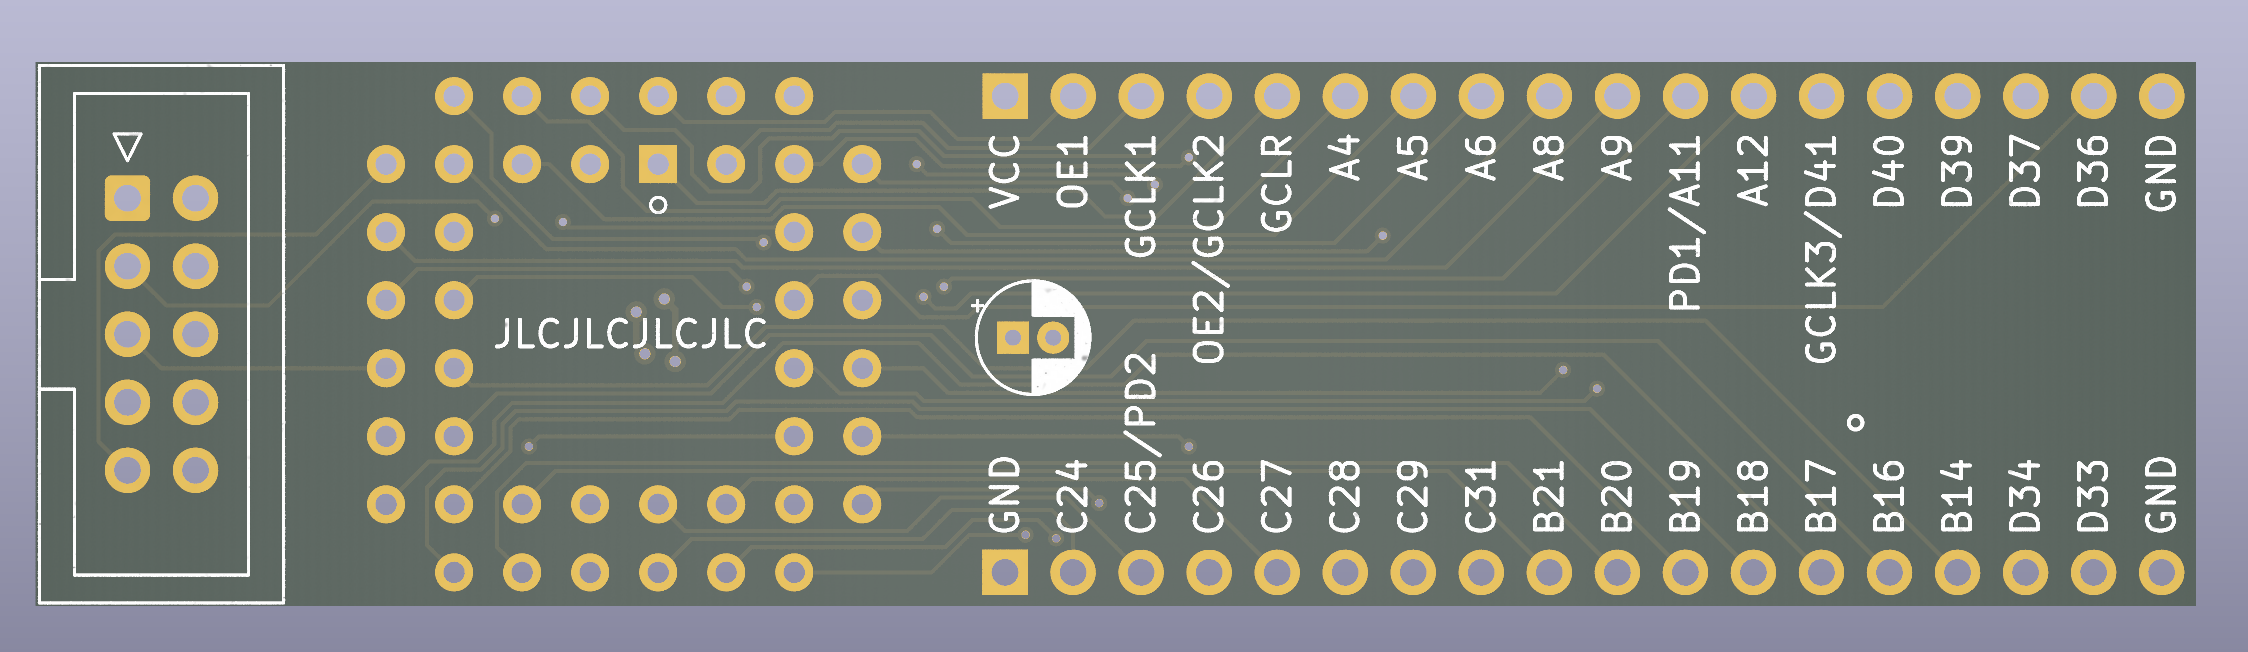 VCC
OE1
GCLK1
OE2/GCLK2
GCLR
A4
A5
A6
A8
A9
PD1/A11
A12
GCLK3/D41
D40
D39
D37
D36
GND
+
JLCJLCJLCJLC
GND
C24
C25/PD2
C26
C27
C28
C29
C31
B21
B20
B19
B18
B17
B16
B14
D34
D33
GND